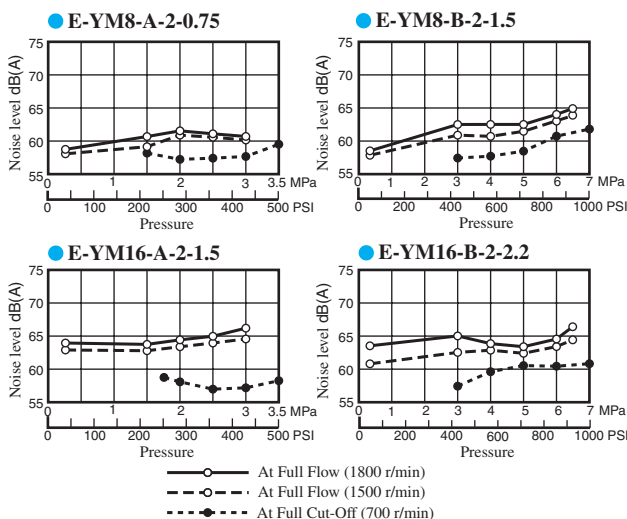 E-YM8-A-2-0.75
Noise level dB(A)
75
70
65
60
55
0 1 2 3 3.5 MPa
0 100 200 300 400 500 PSI
Pressure
E-YM8-B-2-1.5
Noise level dB(A)
75
70
65
60
55
0 1 2 3 4 5 6 7 MPa
0 200 400 600 800 1000 PSI
Pressure
E-YM16-A-2-1.5
Noise level dB(A)
75
70
65
60
55
0 1 2 3 3.5 MPa
0 100 200 300 400 500 PSI
Pressure
E-YM16-B-2-2.2
Noise level dB(A)
75
70
65
60
55
0 1 2 3 4 5 6 7 MPa
0 200 400 600 800 1000 PSI
Pressure
At Full Flow (1800 r/min)
At Full Flow (1500 r/min)
At Full Cut-Off (700 r/min)